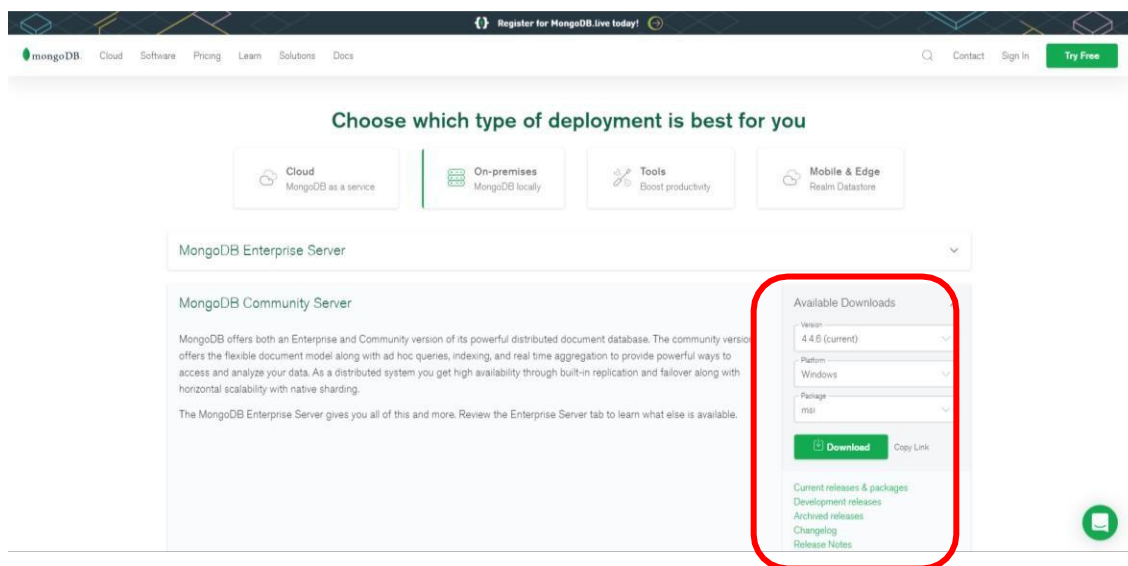 {} Register for MongoDB.live today!
mongoDB. Cloud Software Pricing Learn Solutions Docs Contact Sign In Try Free
Choose which type of deployment is best for you
Cloud
MongoDB as a service
On-premises
MongoDB locally
Tools
Boost productivity
Mobile & Edge
Realm Datastore
MongoDB Enterprise Server
MongoDB Community Server
MongoDB offers both an Enterprise and Community version of its powerful distributed document database. The community version
offers the flexible document model along with ad hoc queries, indexing, and real time aggregation to provide powerful ways to
access and analyze your data. As a distributed system you get high availability through built-in replication and failover along with
horizontal scalability with native sharding.
The MongoDB Enterprise Server gives you all of this and more. Review the Enterprise Server tab to learn what else is available.
Available Downloads
Version
4.4.6 (current)
Platform
Windows
Package
msi
Download Copy Link
Current releases & packages
Development releases
Archived releases
Changelog
Release Notes